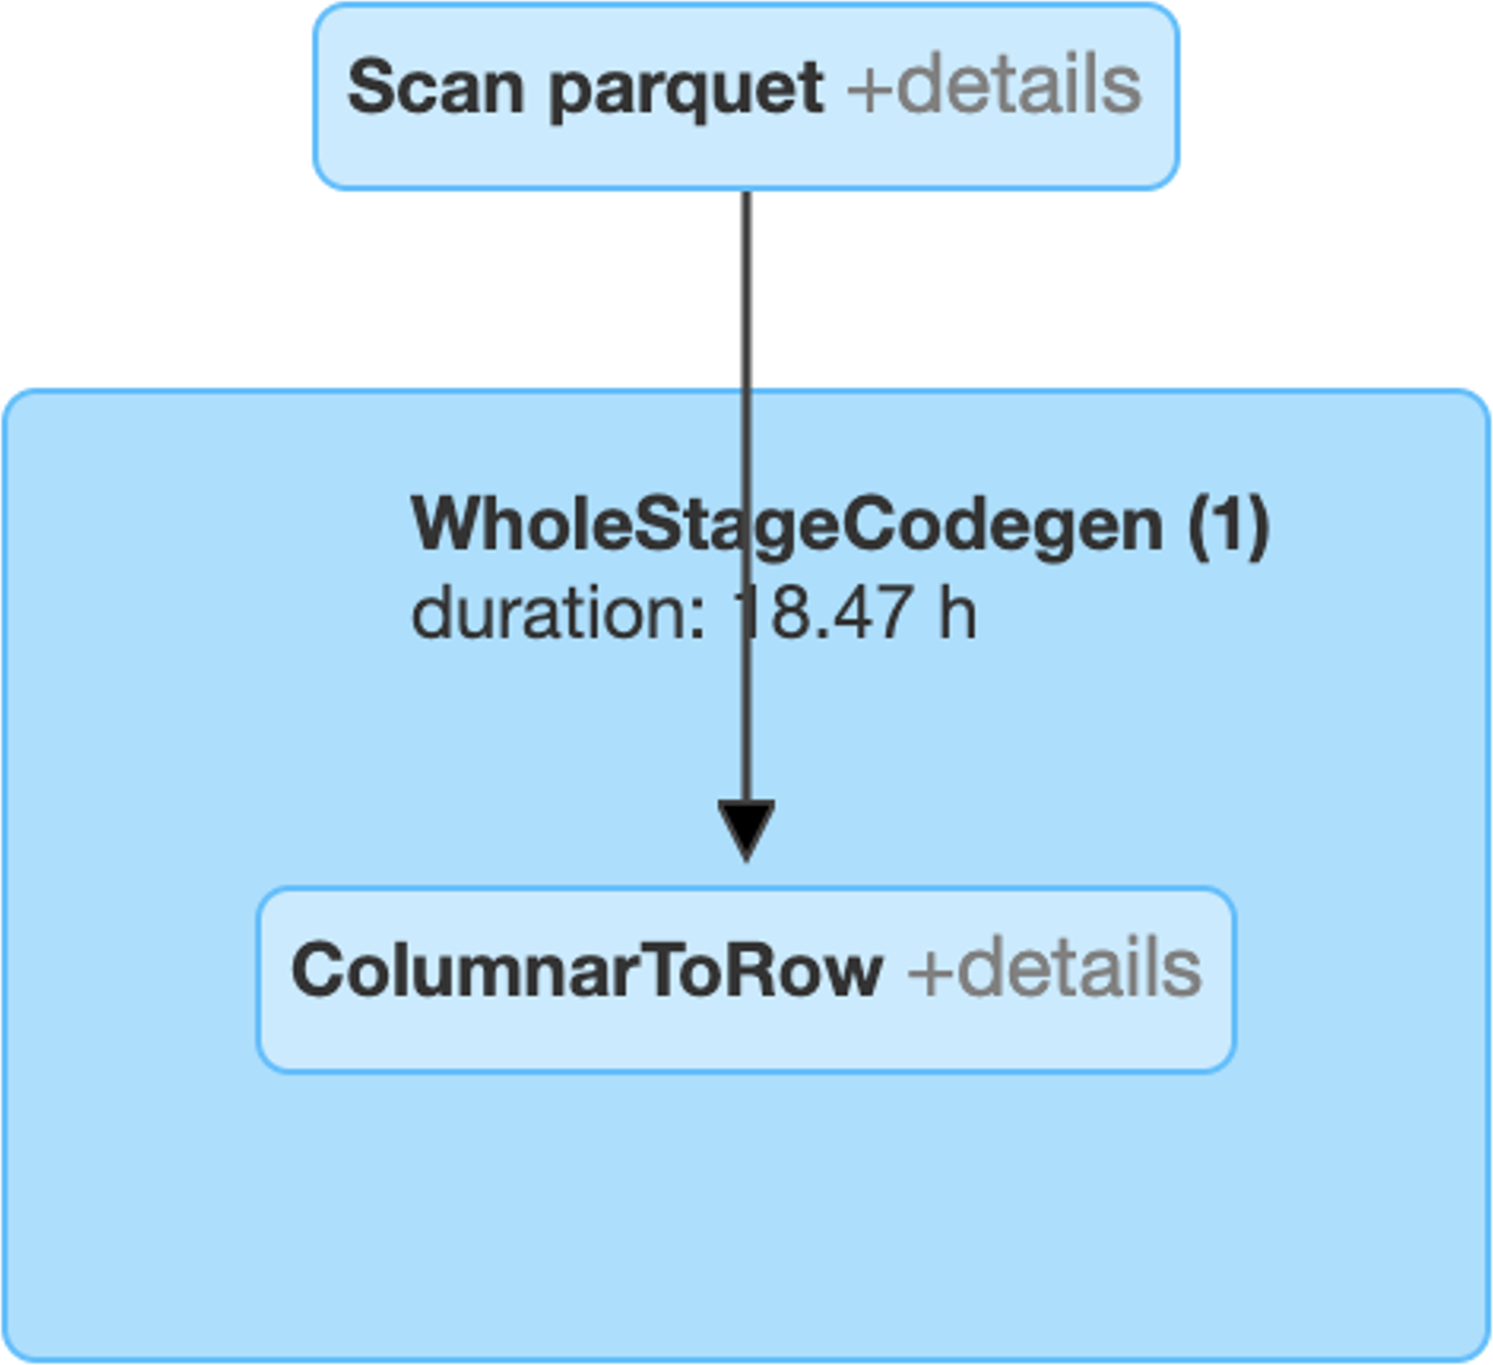 Scan parquet +details
WholeStageCodegen (1)
duration: 18.47 h
ColumnarToRow +details